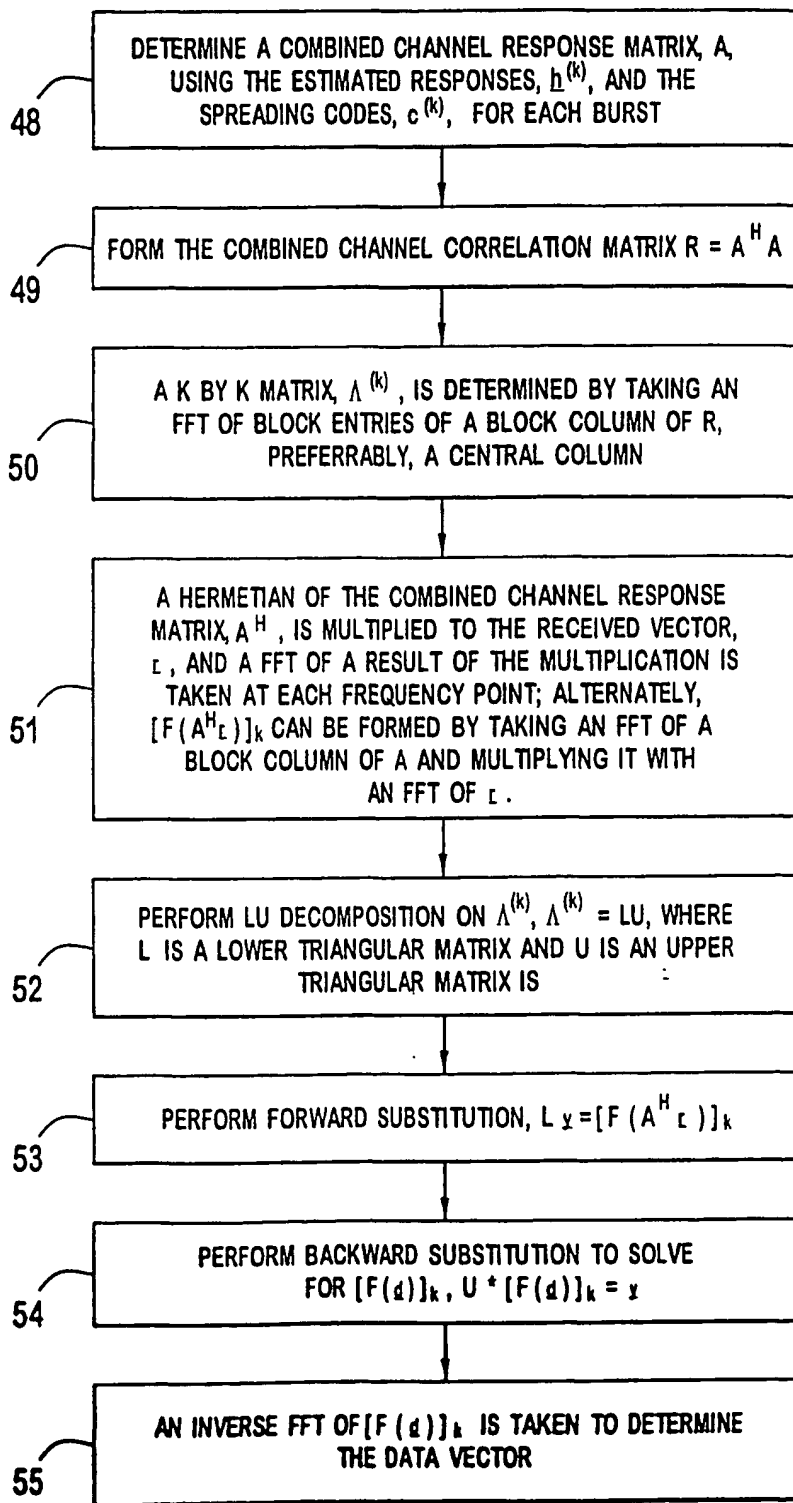 DETERMINE A COMBINED CHANNEL RESPONSE MATRIX, A,
USING THE ESTIMATED RESPONSES, h^(k), AND THE
SPREADING CODES, c^(k), FOR EACH BURST
48
FORM THE COMBINED CHANNEL CORRELATION MATRIX R = A^H A
49
A K BY K MATRIX, Λ^(k), IS DETERMINED BY TAKING AN
FFT OF BLOCK ENTRIES OF A BLOCK COLUMN OF R,
PREFERRABLY, A CENTRAL COLUMN
50
A HERMETIAN OF THE COMBINED CHANNEL RESPONSE
MATRIX, A^H, IS MULTIPLIED TO THE RECEIVED VECTOR,
r, AND A FFT OF A RESULT OF THE MULTIPLICATION IS
TAKEN AT EACH FREQUENCY POINT; ALTERNATELY,
[F(A^H r)]k CAN BE FORMED BY TAKING AN FFT OF A
BLOCK COLUMN OF A AND MULTIPLYING IT WITH
AN FFT OF r.
51
PERFORM LU DECOMPOSITION ON Λ^(k), Λ^(k) = LU, WHERE
L IS A LOWER TRIANGULAR MATRIX AND U IS AN UPPER
TRIANGULAR MATRIX IS
52
PERFORM FORWARD SUBSTITUTION, L y =[F (A^H r )]k
53
PERFORM BACKWARD SUBSTITUTION TO SOLVE
FOR [F(d)]k, U * [F(d)]k = y
54
AN INVERSE FFT OF [F (d)]k IS TAKEN TO DETERMINE
THE DATA VECTOR
55